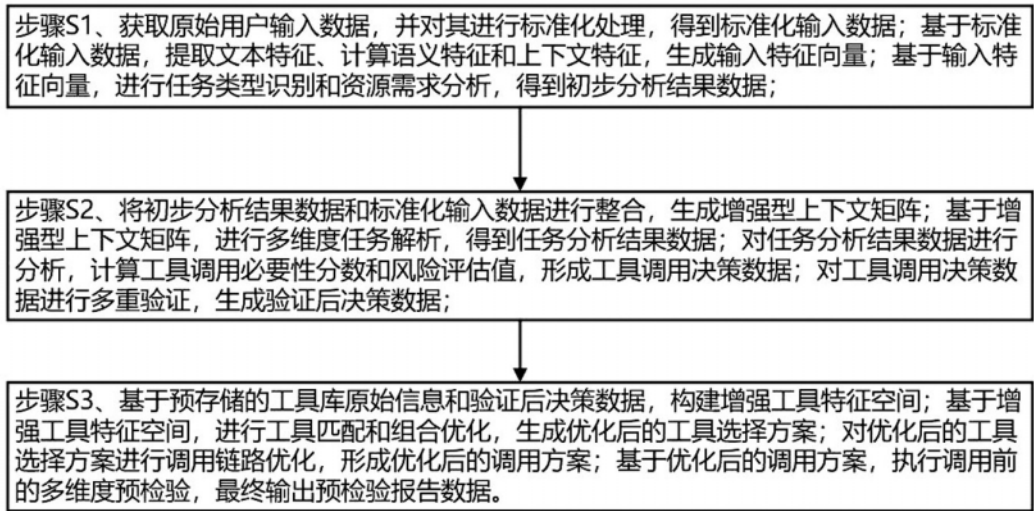 步骤S1、获取原始用户输入数据，并对其进行标准化处理，得到标准化输入数据；基于标准
化输入数据，提取文本特征、计算语义特征和上下文特征，生成输入特征向量；基于输入特
征向量，进行任务类型识别和资源需求分析，得到初步分析结果数据；
步骤S2、将初步分析结果数据和标准化输入数据进行整合，生成增强型上下文矩阵；基于增
强型上下文矩阵，进行多维度任务解析，得到任务分析结果数据；对任务分析结果数据进行
分析，计算工具调用必要性分数和风险评估值，形成工具调用决策数据；对工具调用决策数
据进行多重验证，生成验证后决策数据；
步骤S3、基于预存储的工具库原始信息和验证后决策数据，构建增强工具特征空间；基于增
强工具特征空间，进行工具匹配和组合优化，生成优化后的工具选择方案；对优化后的工具
选择方案进行调用链路优化，形成优化后的调用方案；基于优化后的调用方案，执行调用前
的多维度预检验，最终输出预检验报告数据。